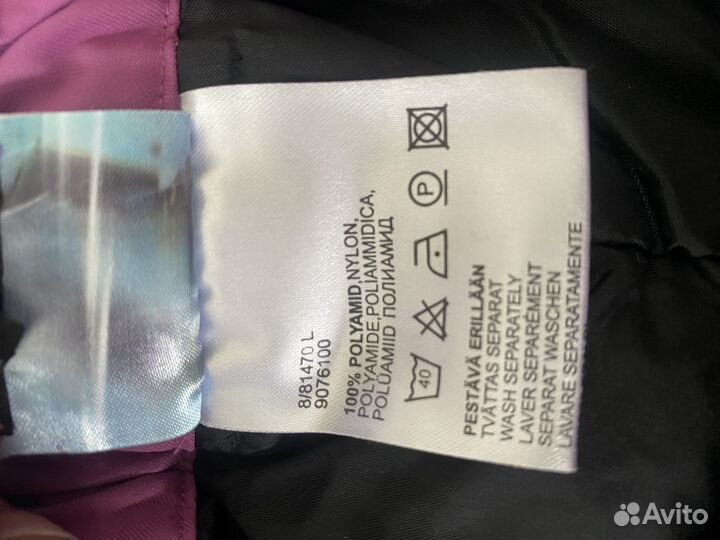 8/81470 L
9076100
100% POLYAMID,NYLON,
POLYAMIDE,POLIAMMIDICA,
POLÜAMIID ПОЛИАМИД
40
P
PESTÄVÄ ERILLÄÄN
TVÄTTAS SEPARAT
WASH SEPARATELY
LAVER SEPARÉMENT
SEPARAT WASCHEN
LAVARE SEPARATAMENTE
Avito